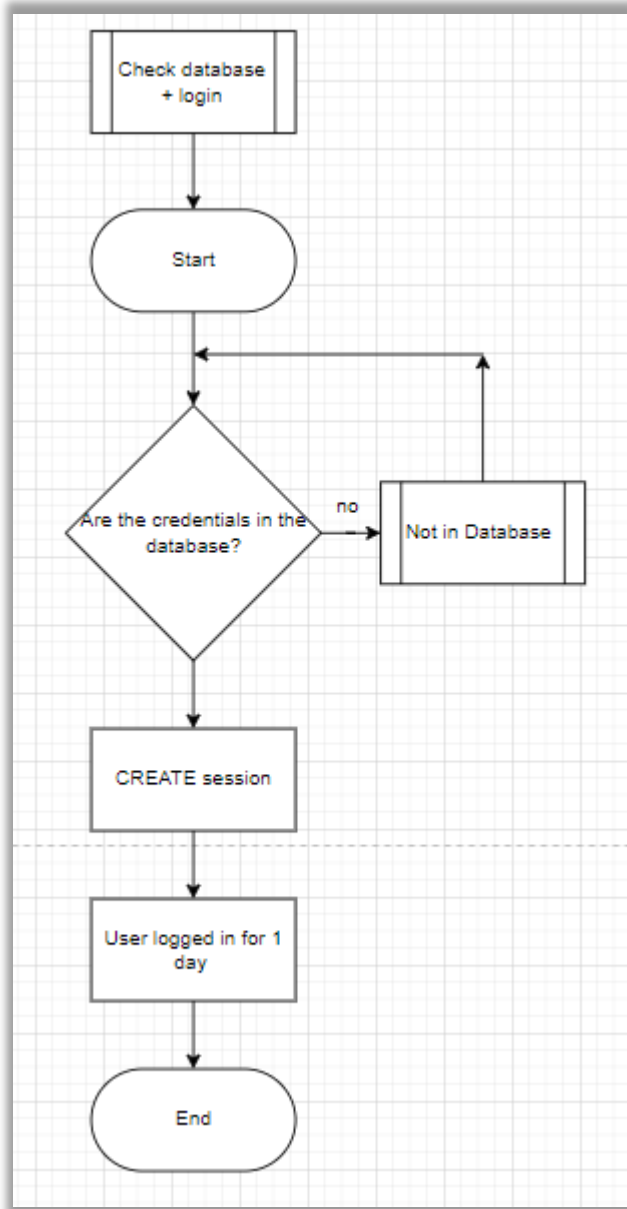 Check database
+ login
Start
Are the credentials in the
database?
no
Not in Database
CREATE session
User logged in for 1
day
End